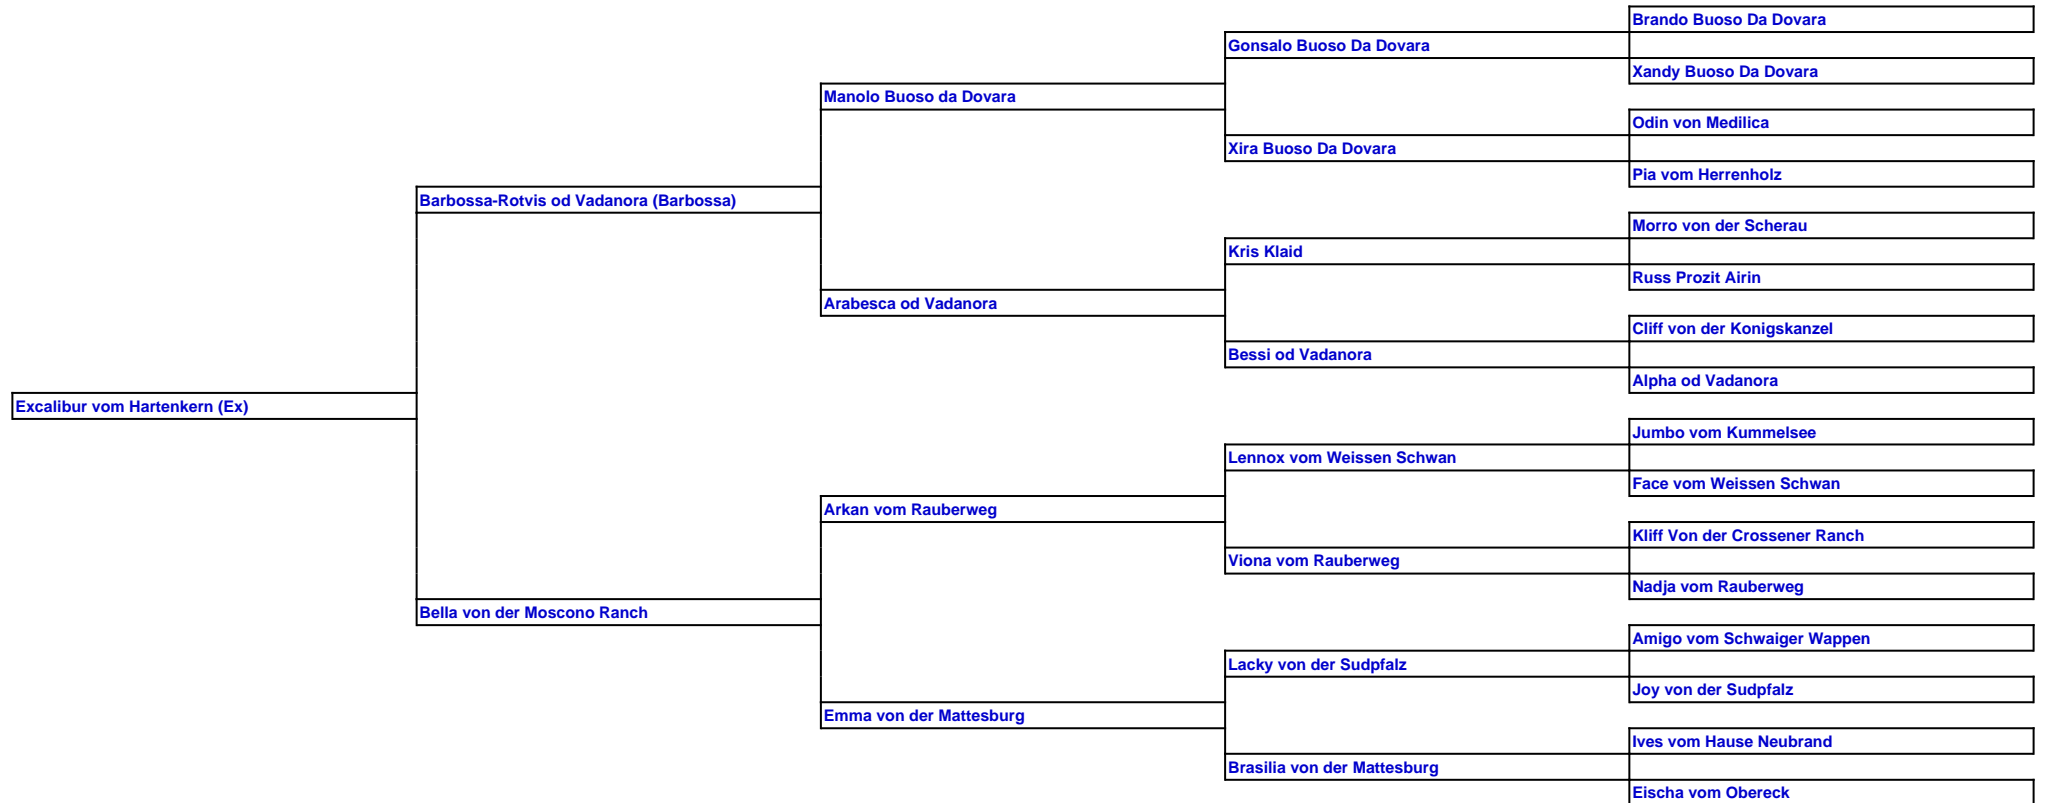 Brando Buoso Da Dovara
Gonsalo Buoso Da Dovara
Xandy Buoso Da Dovara
Manolo Buoso da Dovara
Odin von Medilica
Xira Buoso Da Dovara
Pia vom Herrenholz
Barbossa-Rotvis od Vadanora (Barbossa)
Morro von der Scherau
Kris Klaid
Russ Prozit Airin
Arabesca od Vadanora
Cliff von der Konigskanzel
Bessi od Vadanora
Alpha od Vadanora
Excalibur vom Hartenkern (Ex)
Jumbo vom Kummelsee
Lennox vom Weissen Schwan
Face vom Weissen Schwan
Arkan vom Rauberweg
Kliff Von der Crossener Ranch
Viona vom Rauberweg
Nadja vom Rauberweg
Bella von der Moscono Ranch
Amigo vom Schwaiger Wappen
Lacky von der Sudpfalz
Joy von der Sudpfalz
Emma von der Mattesburg
Ives vom Hause Neubrand
Brasilia von der Mattesburg
Eischa vom Obereck